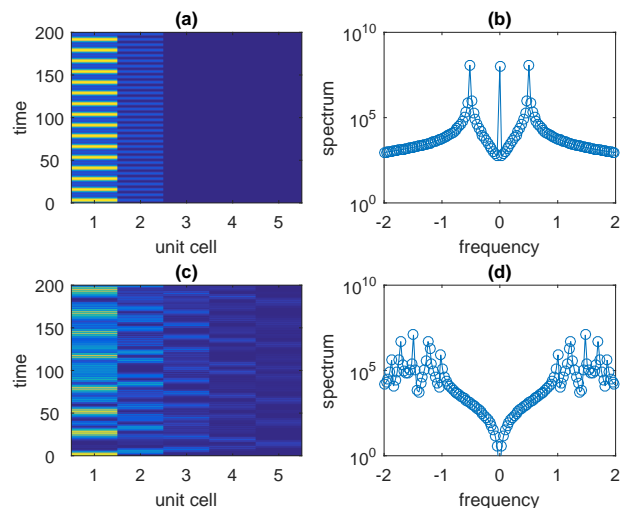 (a)
time
200
150
100
50
0
1 2 3 4 5
unit cell
(b)
spectrum
10^10
10^5
10^0
-2 -1 0 1 2
frequency
(c)
time
200
150
100
50
0
1 2 3 4 5
unit cell
(d)
spectrum
10^10
10^5
10^0
-2 -1 0 1 2
frequency